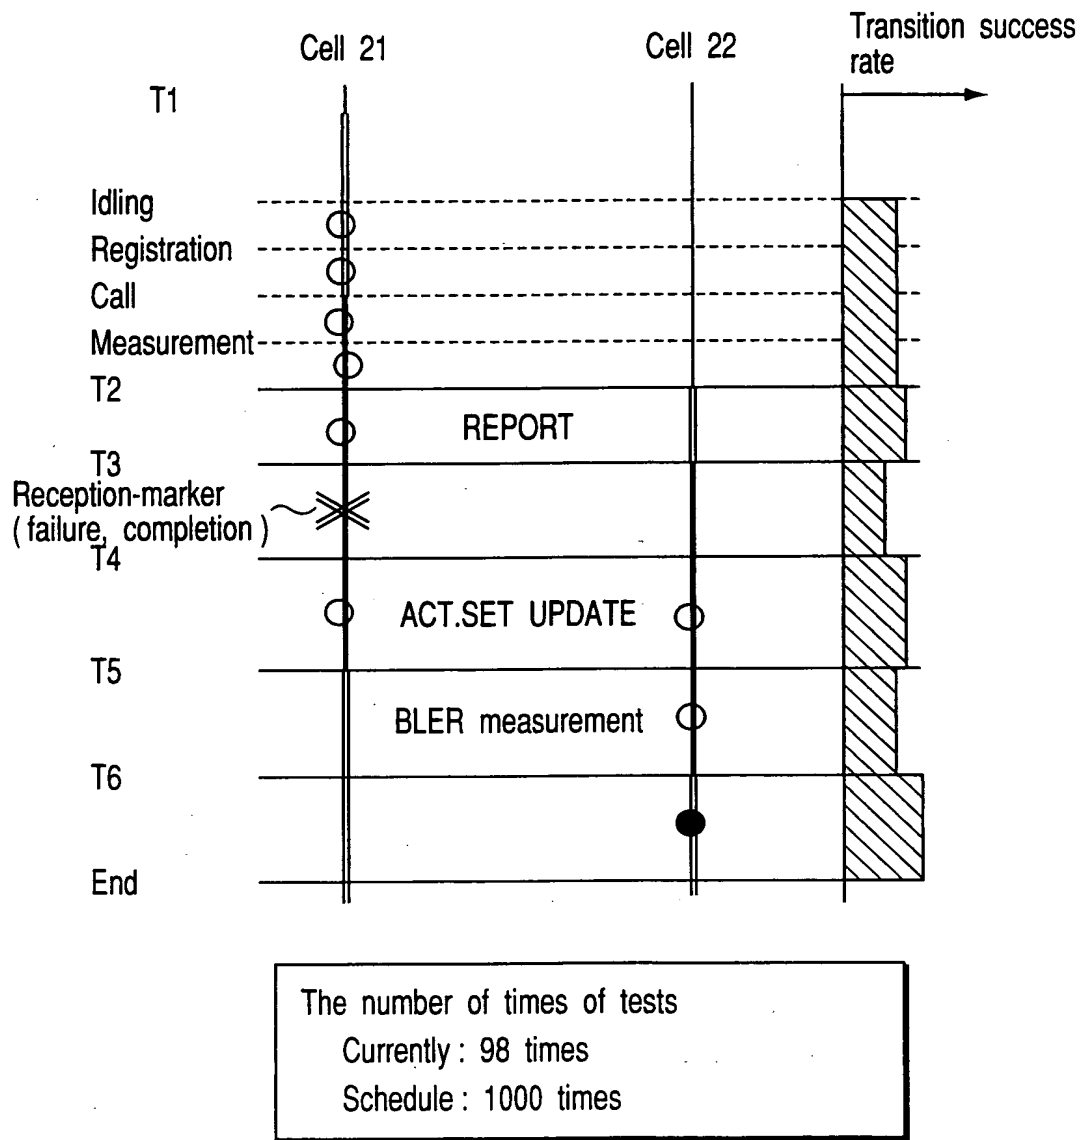 Cell 21
Cell 22
Transition success
rate
T1
Idling
Registration
Call
Measurement
T2
REPORT
T3
Reception-marker
(failure, completion)
T4
ACT.SET UPDATE
T5
BLER measurement
T6
End
The number of times of tests
Currently : 98 times
Schedule : 1000 times